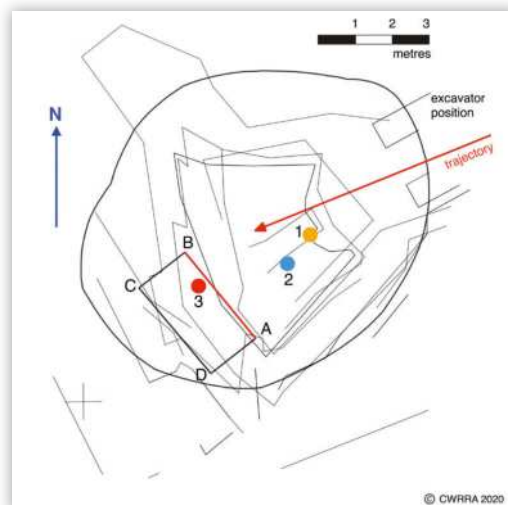 1 2 3
metres
excavator
position
N
trajectory
1
B
2
C
3
A
D
© CWRRA 2020